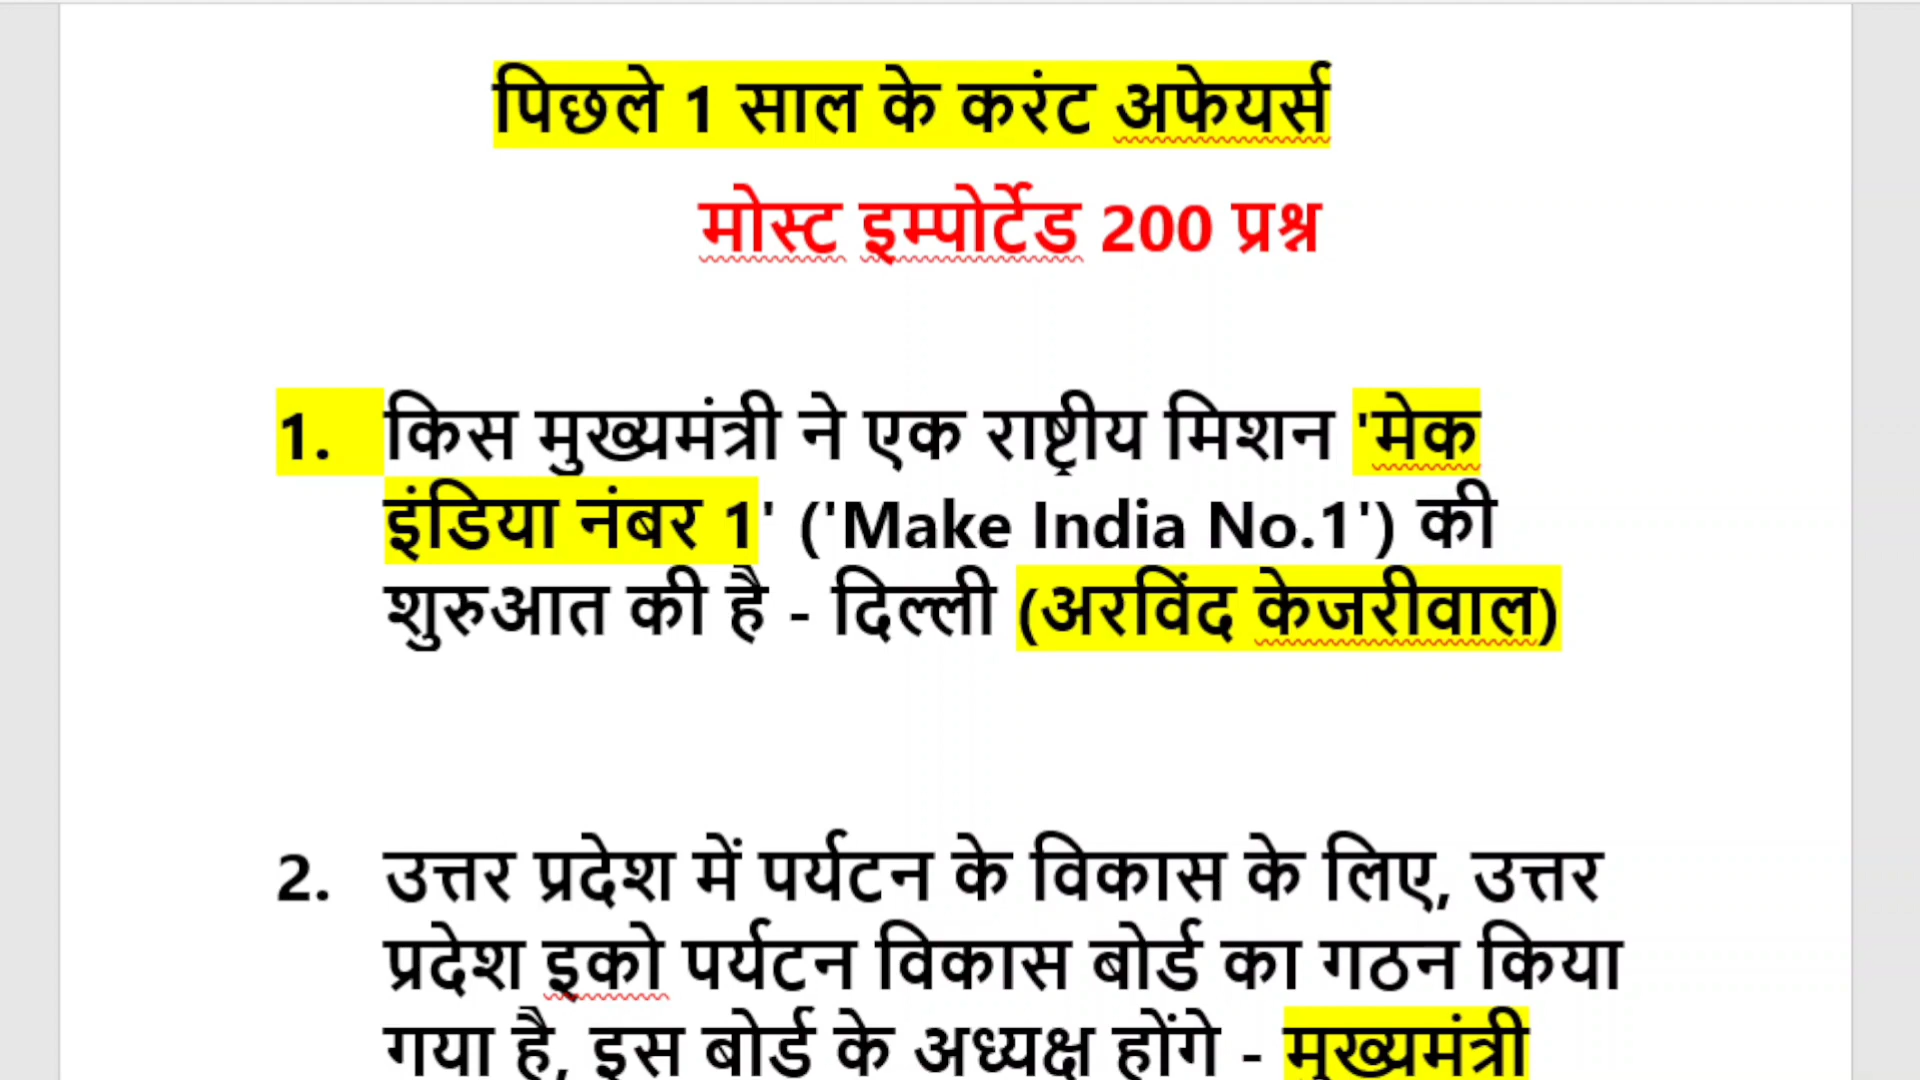 पिछले 1 साल के करंट अफेयर्स
मोस्ट इम्पोर्टेड 200 प्रश्न
1. किस मुख्यमंत्री ने एक राष्ट्रीय मिशन 'मेक
इंडिया नंबर 1' ('Make India No.1') की
शुरुआत की है - दिल्ली (अरविंद केजरीवाल)
2. उत्तर प्रदेश में पर्यटन के विकास के लिए, उत्तर
प्रदेश इको पर्यटन विकास बोर्ड का गठन किया
गया है, इस बोर्ड के अध्यक्ष होंगे - मुख्यमंत्री